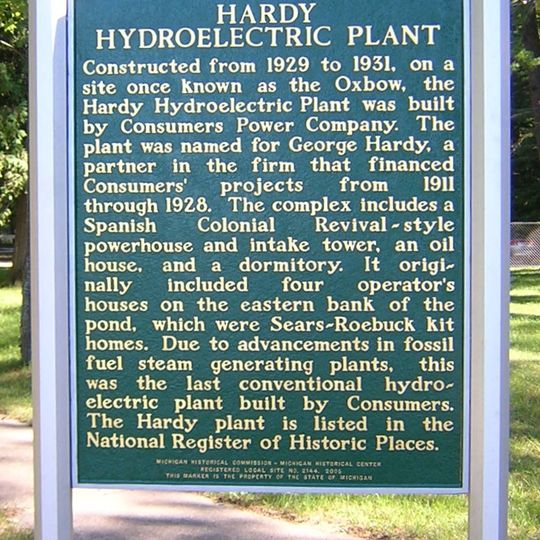 HARDY
HYDROELECTRIC PLANT
Constructed from 1929 to 1931, on a
site once known as the Oxbow, the
Hardy Hydroelectric Plant was built
by Consumers Power Company. The
plant was named for George Hardy, a
partner in the firm that financed
Consumers' projects from 1911
through 1928. The complex includes a
Spanish Colonial Revival-style
powerhouse and intake tower, an oil
house, and a dormitory. It origi-
nally included four operator's
houses on the eastern bank of the
pond, which were Sears-Roebuck kit
homes. Due to advancements in fossil
fuel steam generating plants, this
was the last conventional hydro-
electric plant built by Consumers.
The Hardy plant is listed in the
National Register of Historic Places.
MICHIGAN HISTORICAL COMMISSION - MICHIGAN HISTORICAL CENTER
REGISTERED LOCAL SITE NO. 2144, 2005
THIS MARKER IS THE PROPERTY OF THE STATE OF MICHIGAN